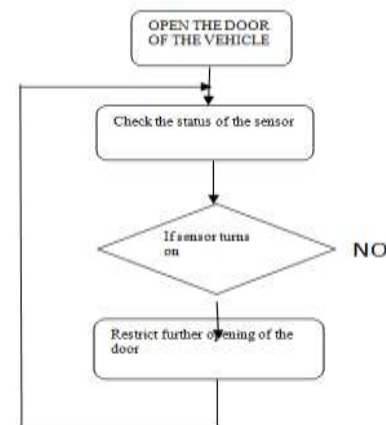 OPEN THE DOOR
OF THE VEHICLE
Check the status of the sensor
If sensor turns
on
NO
Restrict further opening of the
door